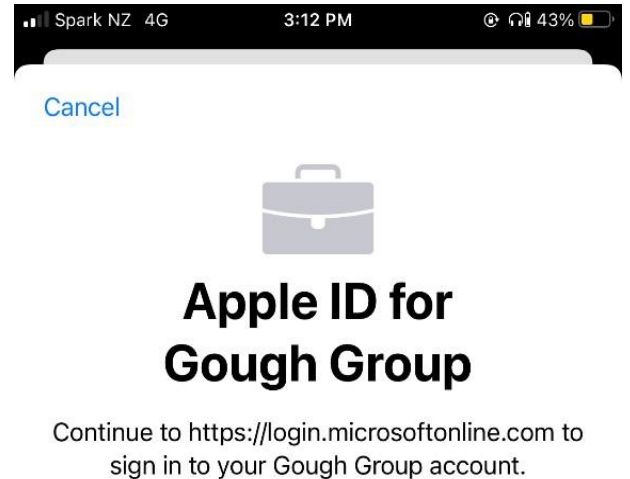 Spark NZ 4G 3:12 PM 43%
Cancel
Apple ID for
Gough Group
Continue to https://login.microsoftonline.com to
sign in to your Gough Group account.